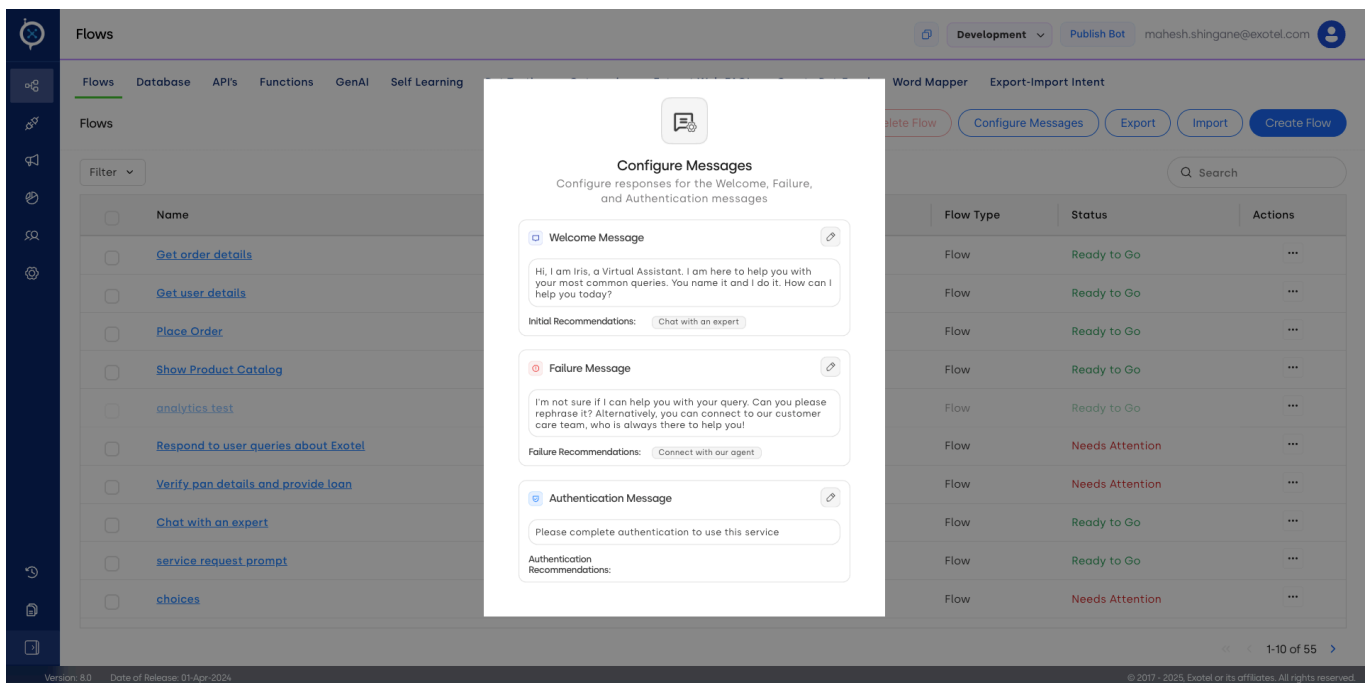 Flows
Development
Publish Bot
mahesh.shingane@exotel.com
Flows
Database
API's
Functions
GenAI
Self Learning
Word Mapper
Export-Import Intent
Flows
elete Flow
Configure Messages
Export
Import
Create Flow
Filter
Search
Name
Flow Type
Status
Actions
Get order details
Flow
Ready to Go
Get user details
Flow
Ready to Go
Place Order
Flow
Ready to Go
Show Product Catalog
Flow
Ready to Go
analytics test
Flow
Ready to Go
Respond to user queries about Exotel
Flow
Needs Attention
Verify pan details and provide loan
Flow
Needs Attention
Chat with an expert
Flow
Ready to Go
service request prompt
Flow
Ready to Go
choices
Flow
Needs Attention
1-10 of 55
Configure Messages
Configure responses for the Welcome, Failure,
and Authentication messages
Welcome Message
Hi, I am Iris, a Virtual Assistant. I am here to help you with
your most common queries. You name it and I do it. How can I
help you today?
Initial Recommendations:
Chat with an expert
Failure Message
I'm not sure if I can help you with your query. Can you please
rephrase it? Alternatively, you can connect to our customer
care team, who is always there to help you!
Failure Recommendations:
Connect with our agent
Authentication Message
Please complete authentication to use this service
Authentication
Recommendations:
Version: 8.0
Date of Release: 01-Apr-2024
© 2017 - 2025, Exotel or its affiliates. All rights reserved.